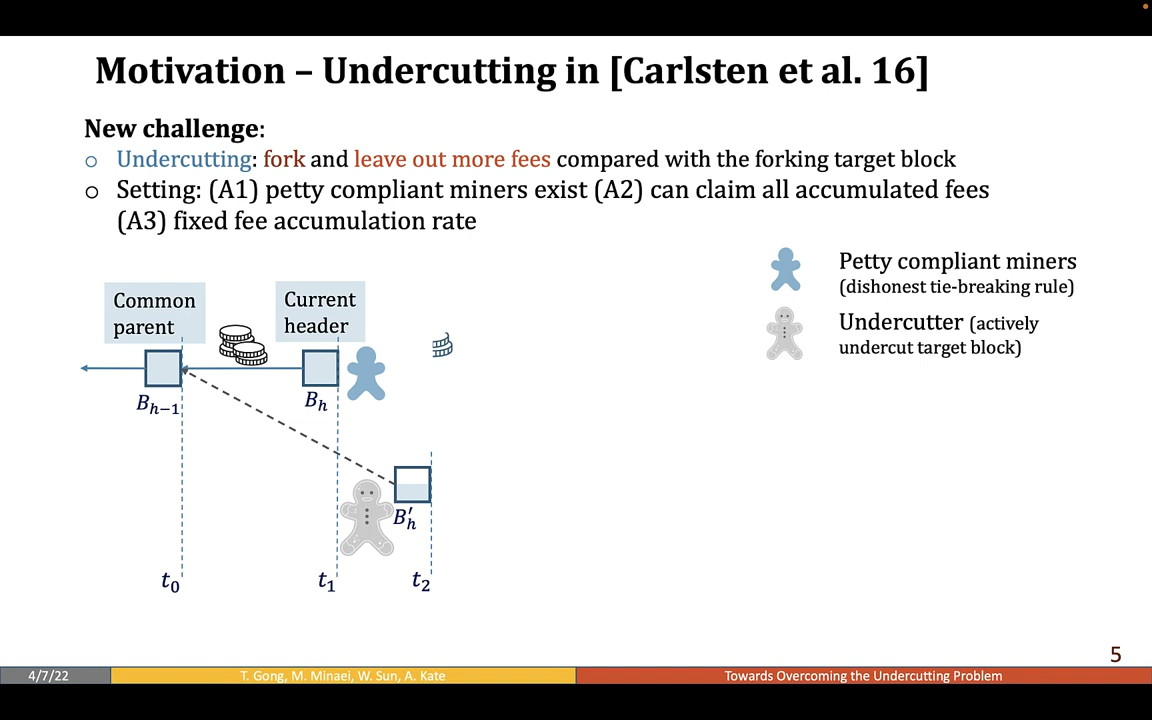 Motivation – Undercutting in [Carlsten et al. 16]
New challenge:
○ Undercutting: fork and leave out more fees compared with the forking target block
○ Setting: (A1) petty compliant miners exist (A2) can claim all accumulated fees
(A3) fixed fee accumulation rate
Petty compliant miners
(dishonest tie-breaking rule)
Undercutter (actively
undercut target block)
Common
parent
Current
header
B_{h−1}
B_h
B'_h
t_0
t_1
t_2
5
4/7/22
T. Gong, M. Minaei, W. Sun, A. Kate
Towards Overcoming the Undercutting Problem